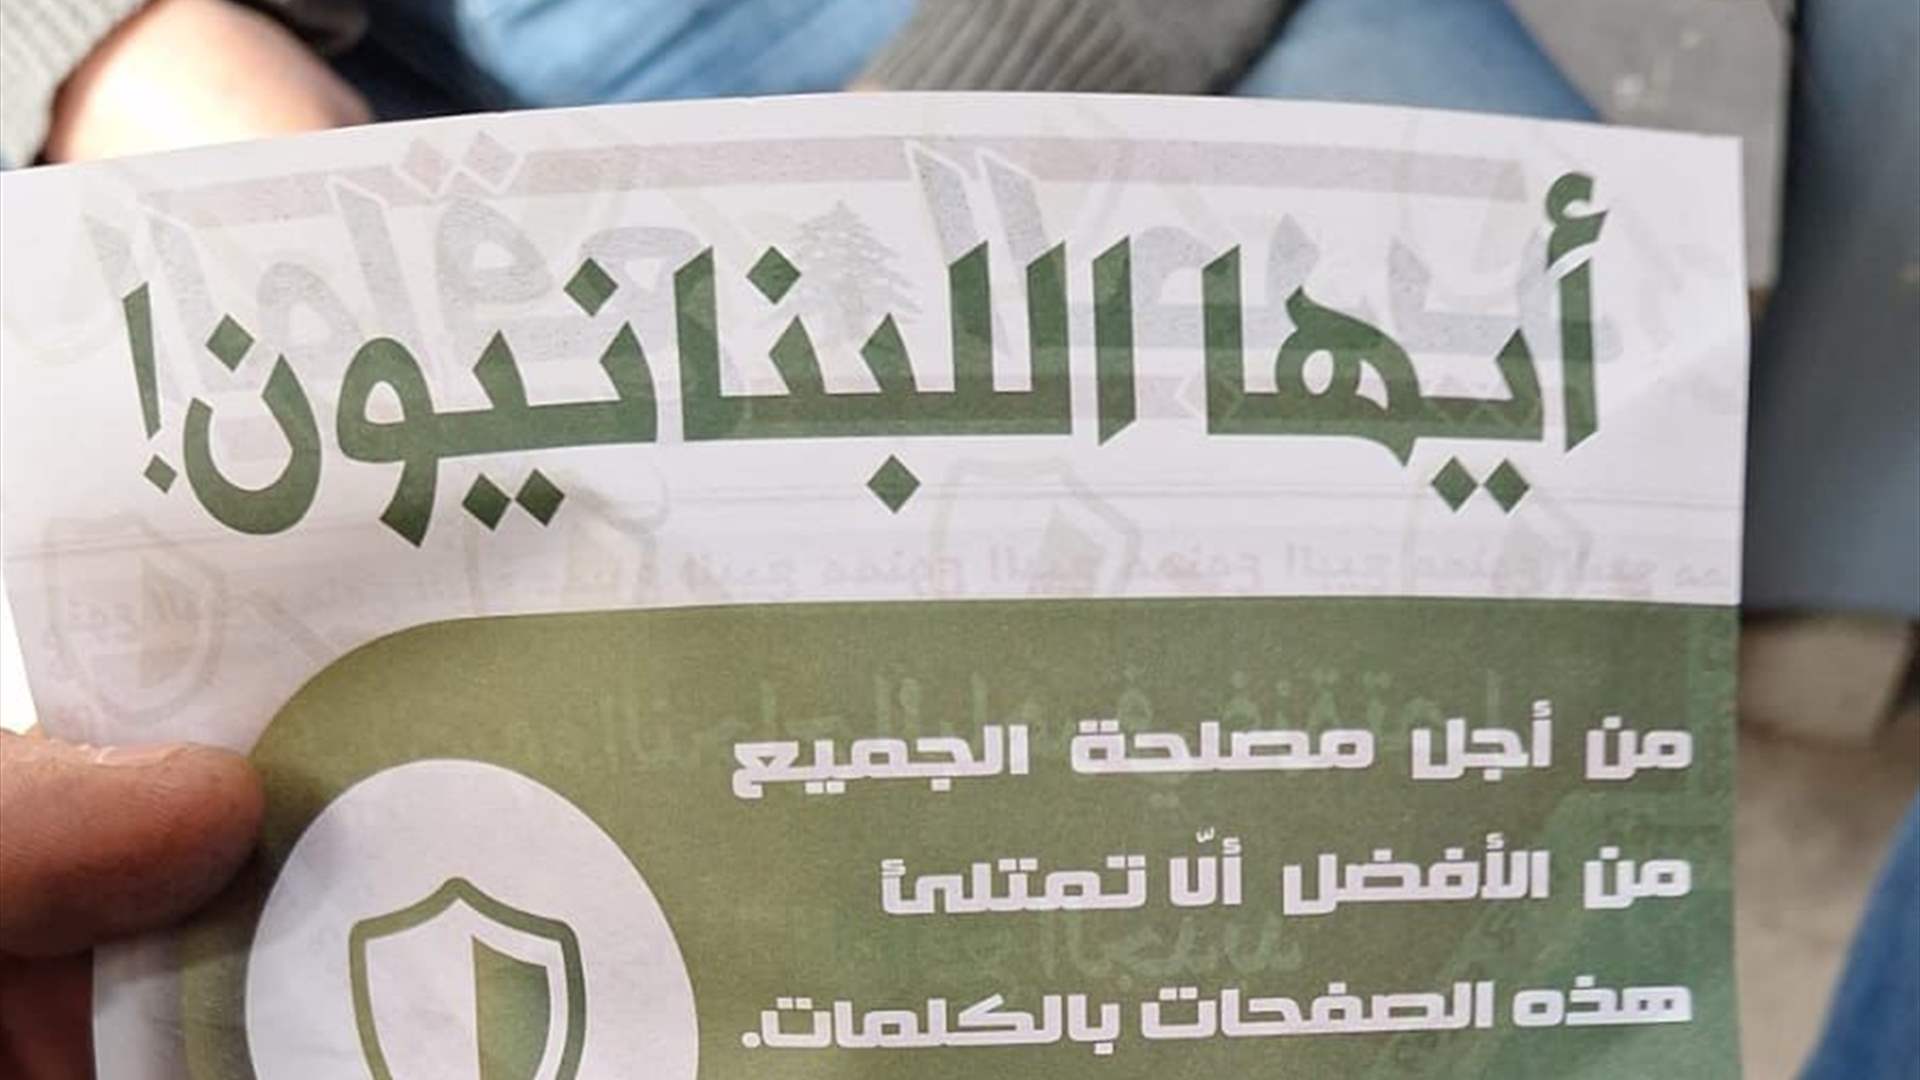 أيها اللبنانيون!
من أجل مصلحة الجميع
من الأفضل ألّا تمتلئ
هذه الصفحات بالكلمات.